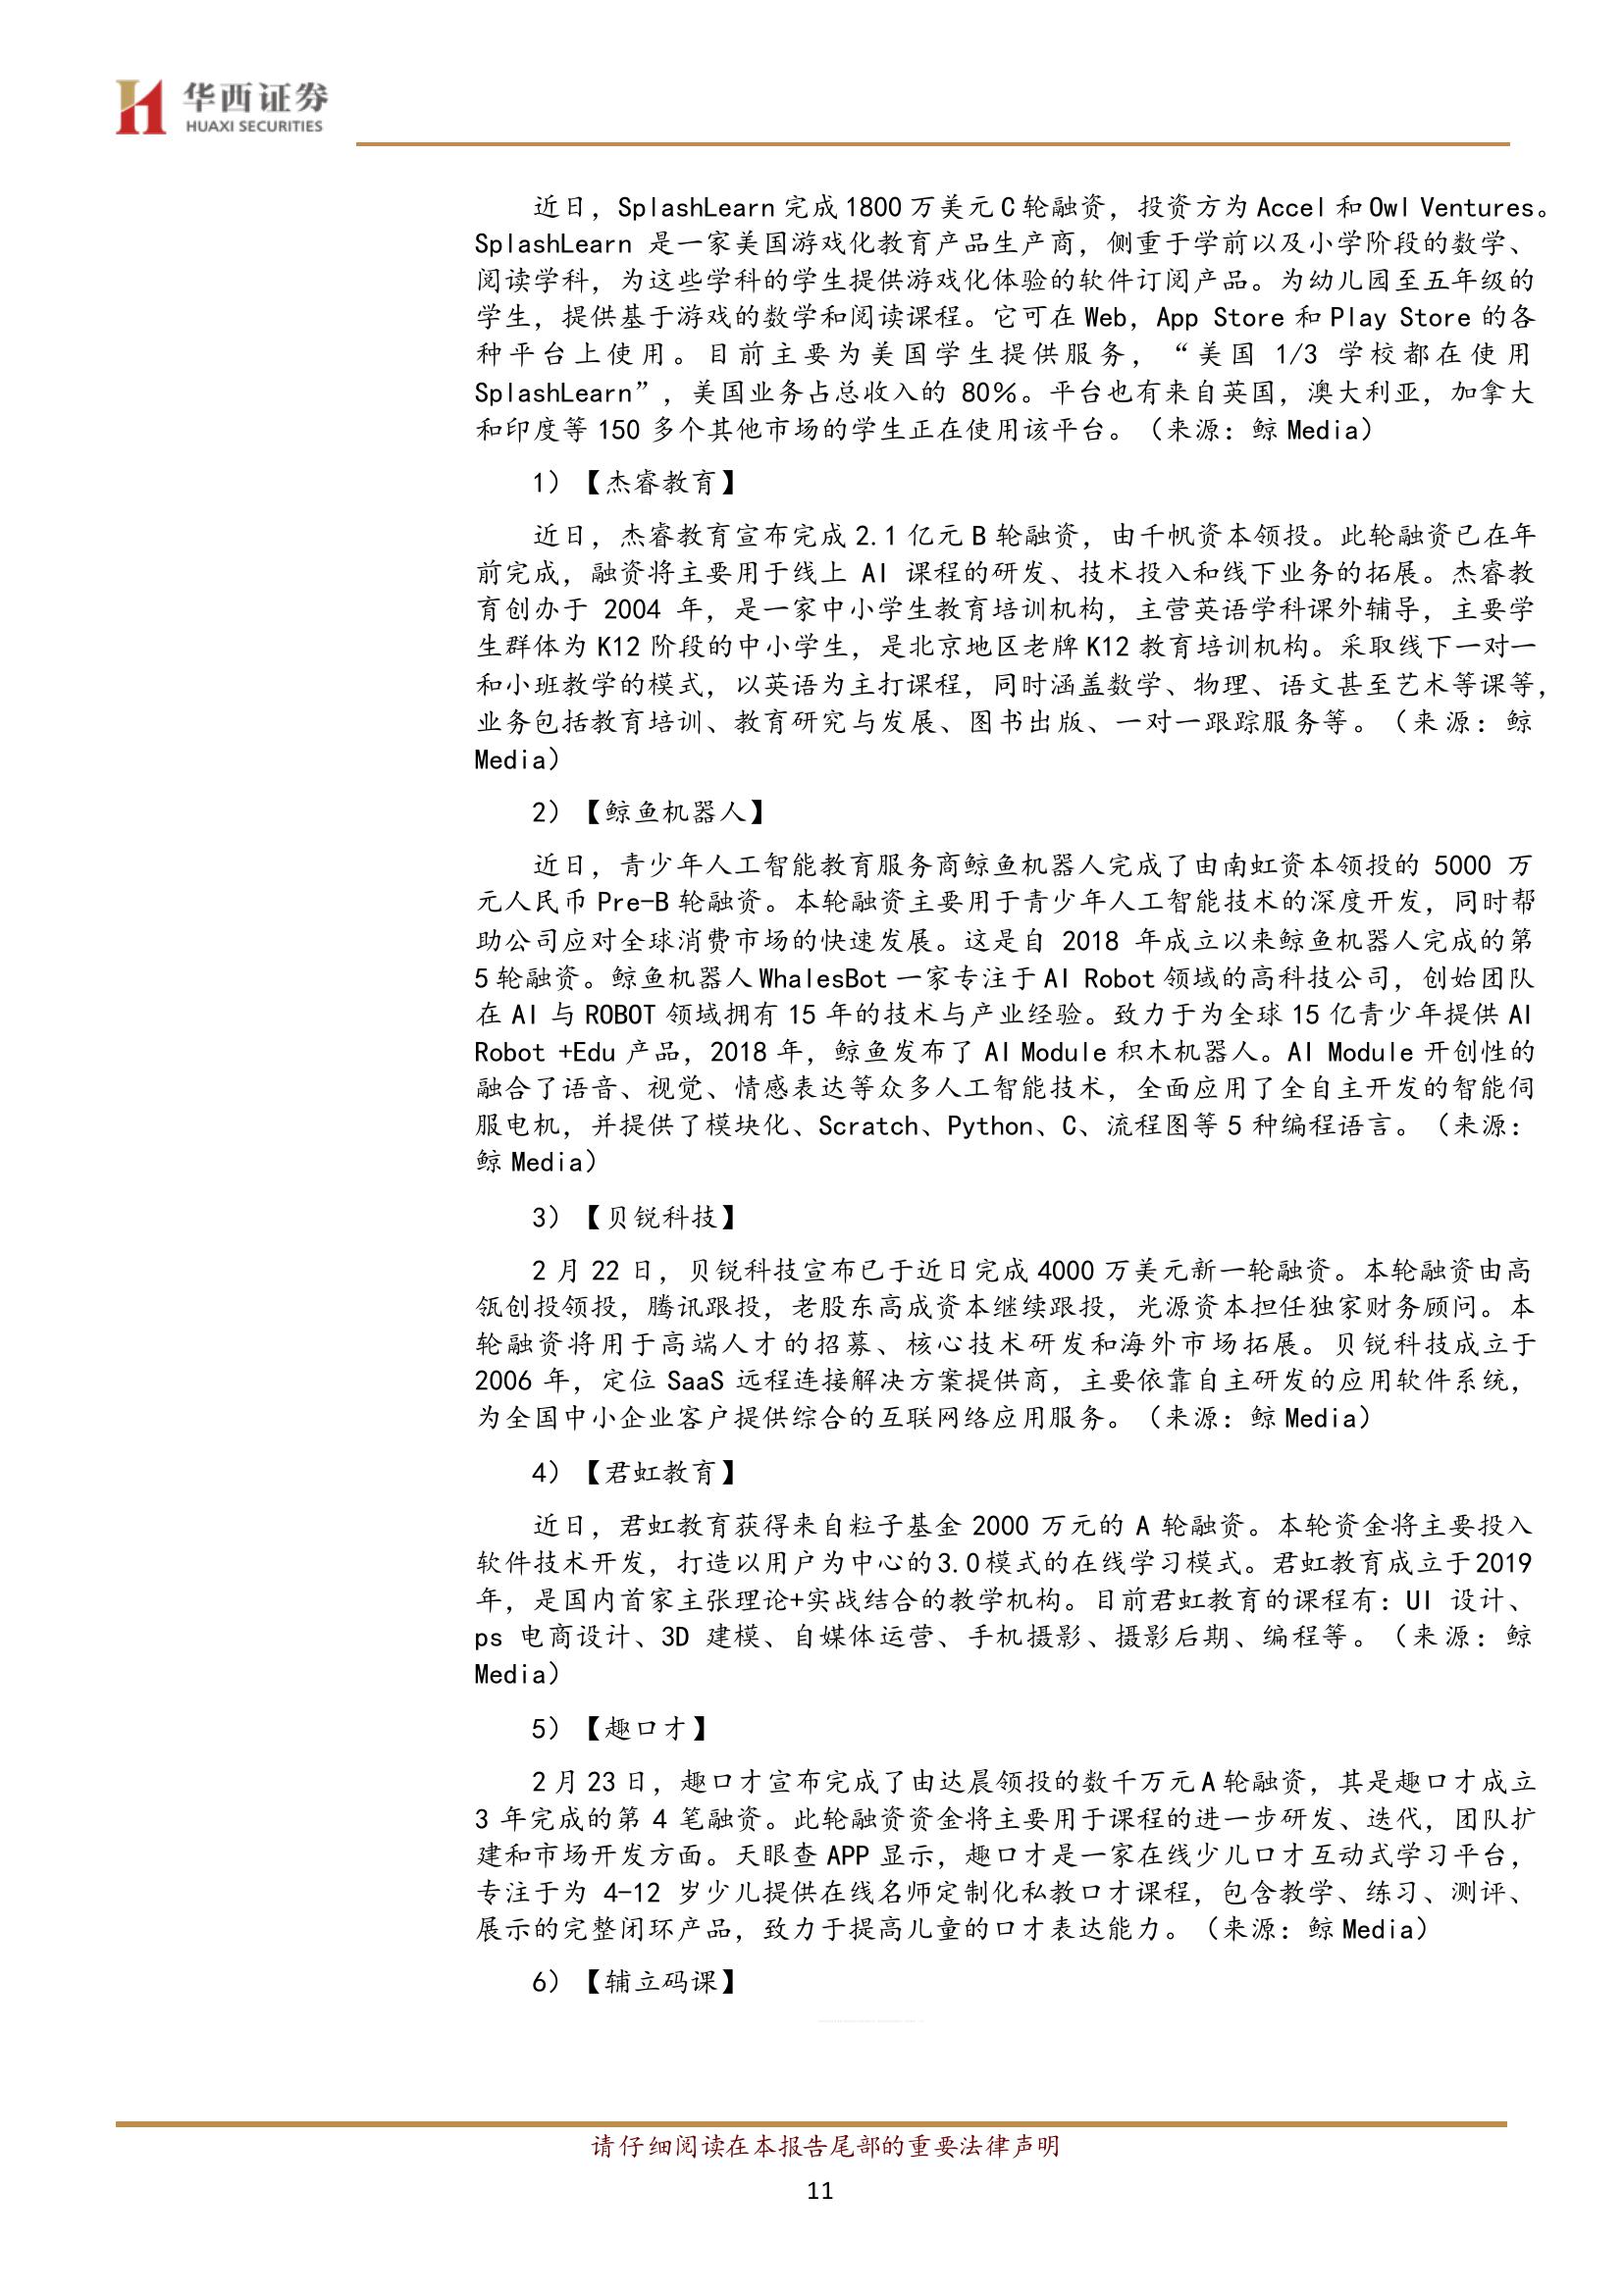 华西证券
HUAXI SECURITIES
近日，SplashLearn 完成 1800 万美元 C 轮融资，投资方为 Accel 和 Owl Ventures。
SplashLearn 是一家美国游戏化教育产品生产商，侧重于学前以及小学阶段的数学、
阅读学科，为这些学科的学生提供游戏化体验的软件订阅产品。为幼儿园至五年级的
学生，提供基于游戏的数学和阅读课程。它可在 Web，App Store 和 Play Store 的各
种平台上使用。目前主要为美国学生提供服务，“美国 1/3 学校都在使用
SplashLearn”，美国业务占总收入的 80%。平台也有来自英国，澳大利亚，加拿大
和印度等 150 多个其他市场的学生正在使用该平台。（来源：鲸 Media）
1）【杰睿教育】
近日，杰睿教育宣布完成 2.1 亿元 B 轮融资，由千帆资本领投。此轮融资已在年
前完成，融资将主要用于线上 AI 课程的研发、技术投入和线下业务的拓展。杰睿教
育创办于 2004 年，是一家中小学生教育培训机构，主营英语学科课外辅导，主要学
生群体为 K12 阶段的中小学生，是北京地区老牌 K12 教育培训机构。采取线下一对一
和小班教学的模式，以英语为主打课程，同时涵盖数学、物理、语文甚至艺术等课等，
业务包括教育培训、教育研究与发展、图书出版、一对一跟踪服务等。（来源：鲸
Media）
2）【鲸鱼机器人】
近日，青少年人工智能教育服务商鲸鱼机器人完成了由南虹资本领投的 5000 万
元人民币 Pre-B 轮融资。本轮融资主要用于青少年人工智能技术的深度开发，同时帮
助公司应对全球消费市场的快速发展。这是自 2018 年成立以来鲸鱼机器人完成的第
5 轮融资。鲸鱼机器人 WhalesBot 一家专注于 AI Robot 领域的高科技公司，创始团队
在 AI 与 ROBOT 领域拥有 15 年的技术与产业经验。致力于为全球 15 亿青少年提供 AI
Robot +Edu 产品，2018 年，鲸鱼发布了 AI Module 积木机器人。AI Module 开创性的
融合了语音、视觉、情感表达等众多人工智能技术，全面应用了全自主开发的智能伺
服电机，并提供了模块化、Scratch、Python、C、流程图等 5 种编程语言。（来源：
鲸 Media）
3）【贝锐科技】
2 月 22 日，贝锐科技宣布已于近日完成 4000 万美元新一轮融资。本轮融资由高
瓴创投领投，腾讯跟投，老股东高成资本继续跟投，光源资本担任独家财务顾问。本
轮融资将用于高端人才的招募、核心技术研发和海外市场拓展。贝锐科技成立于
2006 年，定位 SaaS 远程连接解决方案提供商，主要依靠自主研发的应用软件系统，
为全国中小企业客户提供综合的互联网络应用服务。（来源：鲸 Media）
4）【君虹教育】
近日，君虹教育获得来自粒子基金 2000 万元的 A 轮融资。本轮资金将主要投入
软件技术开发，打造以用户为中心的 3.0 模式的在线学习模式。君虹教育成立于 2019
年，是国内首家主张理论+实战结合的教学机构。目前君虹教育的课程有：UI 设计、
ps 电商设计、3D 建模、自媒体运营、手机摄影、摄影后期、编程等。（来源：鲸
Media）
5）【趣口才】
2 月 23 日，趣口才宣布完成了由达晨领投的数千万元 A 轮融资，其是趣口才成立
3 年完成的第 4 笔融资。此轮融资资金将主要用于课程的进一步研发、迭代，团队扩
建和市场开发方面。天眼查 APP 显示，趣口才是一家在线少儿口才互动式学习平台，
专注于为 4-12 岁少儿提供在线名师定制化私教口才课程，包含教学、练习、测评、
展示的完整闭环产品，致力于提高儿童的口才表达能力。（来源：鲸 Media）
6）【辅立码课】
请仔细阅读在本报告尾部的重要法律声明
11